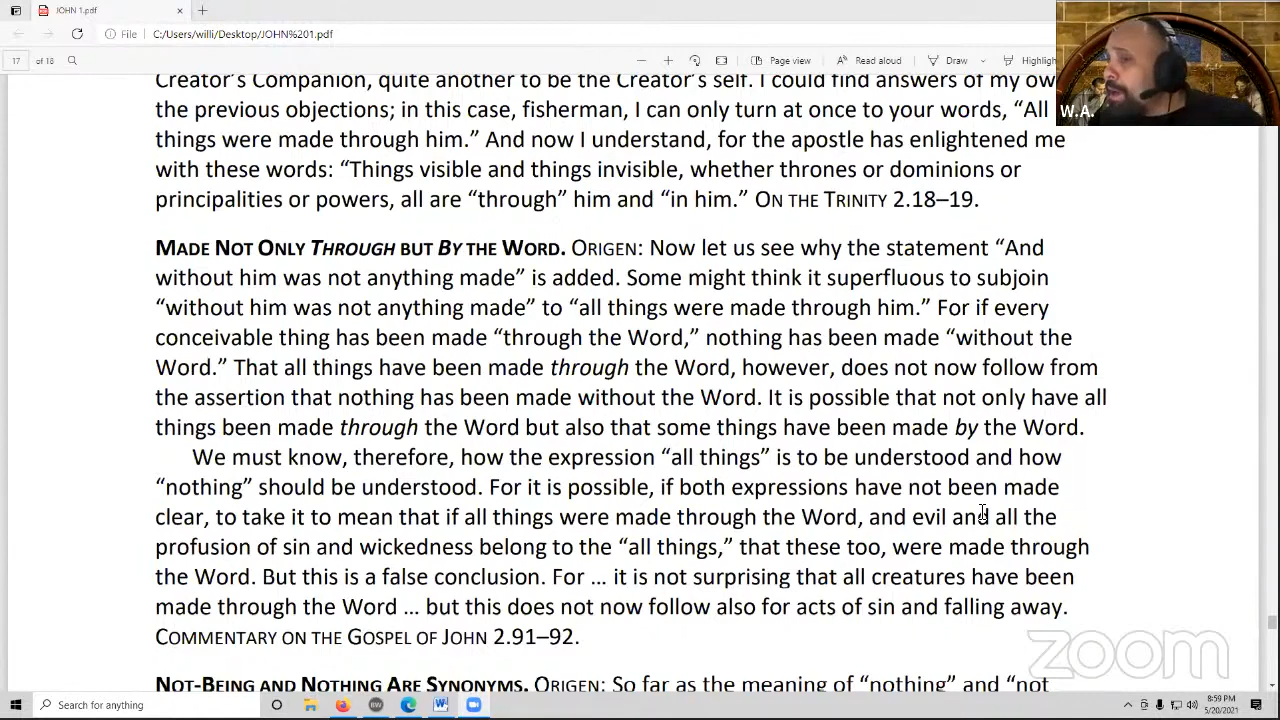 JOHN 1.pdf
File
C:/Users/willi/Desktop/JOHN%201.pdf
17 of 18
Page view
Read aloud
Draw
Highligh
W.A.
Creator's Companion, quite another to be the Creator's self. I could find answers of my ow
the previous objections; in this case, fisherman, I can only turn at once to your words, “All
things were made through him.” And now I understand, for the apostle has enlightened me
with these words: “Things visible and things invisible, whether thrones or dominions or
principalities or powers, all are “through” him and “in him.” ON THE TRINITY 2.18–19.
MADE NOT ONLY THROUGH BUT BY THE WORD. ORIGEN: Now let us see why the statement “And
without him was not anything made” is added. Some might think it superfluous to subjoin
“without him was not anything made” to “all things were made through him.” For if every
conceivable thing has been made “through the Word,” nothing has been made “without the
Word.” That all things have been made through the Word, however, does not now follow from
the assertion that nothing has been made without the Word. It is possible that not only have all
things been made through the Word but also that some things have been made by the Word.
We must know, therefore, how the expression “all things” is to be understood and how
“nothing” should be understood. For it is possible, if both expressions have not been made
clear, to take it to mean that if all things were made through the Word, and evil and all the
profusion of sin and wickedness belong to the “all things,” that these too, were made through
the Word. But this is a false conclusion. For … it is not surprising that all creatures have been
made through the Word … but this does not now follow also for acts of sin and falling away.
COMMENTARY ON THE GOSPEL OF JOHN 2.91–92.
NOT-BEING AND NOTHING ARE SYNONYMS. ORIGEN: So far as the meaning of “nothing” and “not
zoom
Search for anything
8:59 PM
5/20/2021